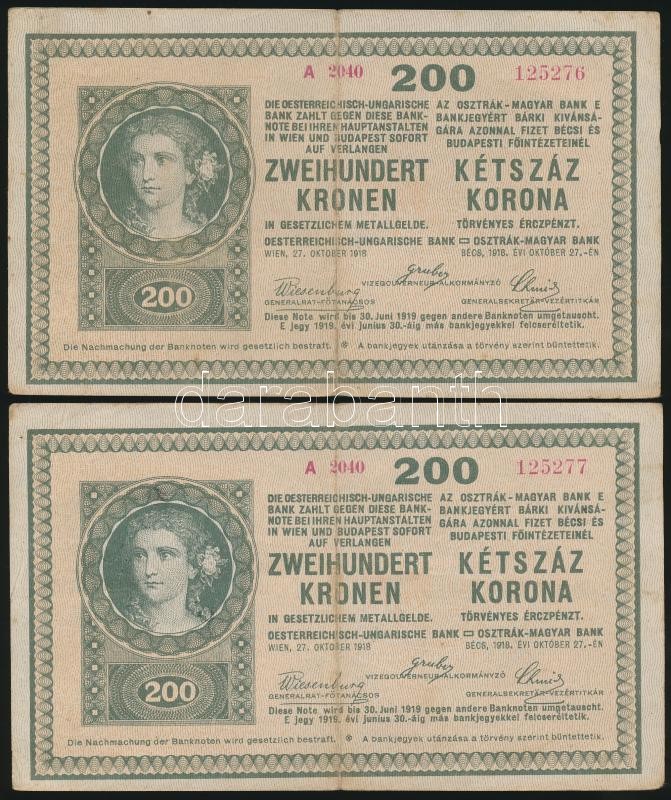 A 2040 200 125276
DIE OESTERREICHISCH-UNGARISCHE
BANK ZAHLT GEGEN DIESE BANK-
NOTE BEI IHREN HAUPTANSTALTEN
IN WIEN UND BUDAPEST SOFORT
AUF VERLANGEN
AZ OSZTRÁK-MAGYAR BANK E
BANKJEGYÉRT BÁRKI KIVÁNSÁ-
GÁRA AZONNAL FIZET BÉCSI ÉS
BUDAPESTI FŐINTÉZETEINÉL
ZWEIHUNDERT
KRONEN
KÉTSZÁZ
KORONA
IN GESETZLICHEM METALLGELDE.
TÖRVÉNYES ÉRCZPÉNZT.
OESTERREICHISCH-UNGARISCHE BANK OSZTRÁK-MAGYAR BANK
WIEN, 27. OKTOBER 1918
BÉCS, 1918. ÉVI OKTÓBER 27.-ÉN
Gruber
VIZEGOUVERNEUR-ALKORMÁNYZÓ
Wiesenburg
GENERALRAT-FŐTANÁCSOS
Schmid
GENERALSEKRETÄR-VEZÉRTITKÁR
200
Diese Note wird bis 30. Juni 1919 gegen andere Banknoten umgetauscht.
E jegy 1919. évi junius 30.-áig más bankjegyekkel felcseréltetik.
Die Nachmachung der Banknoten wird gesetzlich bestraft. * A bankjegyek utánzása a törvény szerint büntettetik.
darabanth
A 2040 200 125277
DIE OESTERREICHISCH-UNGARISCHE
BANK ZAHLT GEGEN DIESE BANK-
NOTE BEI IHREN HAUPTANSTALTEN
IN WIEN UND BUDAPEST SOFORT
AUF VERLANGEN
AZ OSZTRÁK-MAGYAR BANK E
BANKJEGYÉRT BÁRKI KIVÁNSÁ-
GÁRA AZONNAL FIZET BÉCSI ÉS
BUDAPESTI FŐINTÉZETEINÉL
ZWEIHUNDERT
KRONEN
KÉTSZÁZ
KORONA
IN GESETZLICHEM METALLGELDE.
TÖRVÉNYES ÉRCZPÉNZT.
OESTERREICHISCH-UNGARISCHE BANK OSZTRÁK-MAGYAR BANK
WIEN, 27. OKTOBER 1918
BÉCS, 1918. ÉVI OKTÓBER 27.-ÉN
Gruber
VIZEGOUVERNEUR-ALKORMÁNYZÓ
Wiesenburg
GENERALRAT-FŐTANÁCSOS
Schmid
GENERALSEKRETÄR-VEZÉRTITKÁR
200
Diese Note wird bis 30. Juni 1919 gegen andere Banknoten umgetauscht.
E jegy 1919. évi junius 30.-áig más bankjegyekkel felcseréltetik.
Die Nachmachung der Banknoten wird gesetzlich bestraft. * A bankjegyek utánzása a törvény szerint büntettetik.